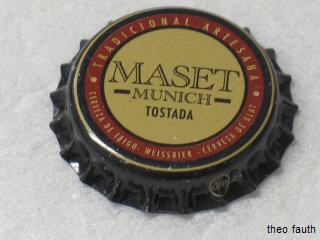 • TRADICIONAL ARTESANA •
MASET
MUNICH
TOSTADA
CERVEZA DE TRIGO · WEISSBIER · CERVESA DE BLAT
theo fauth